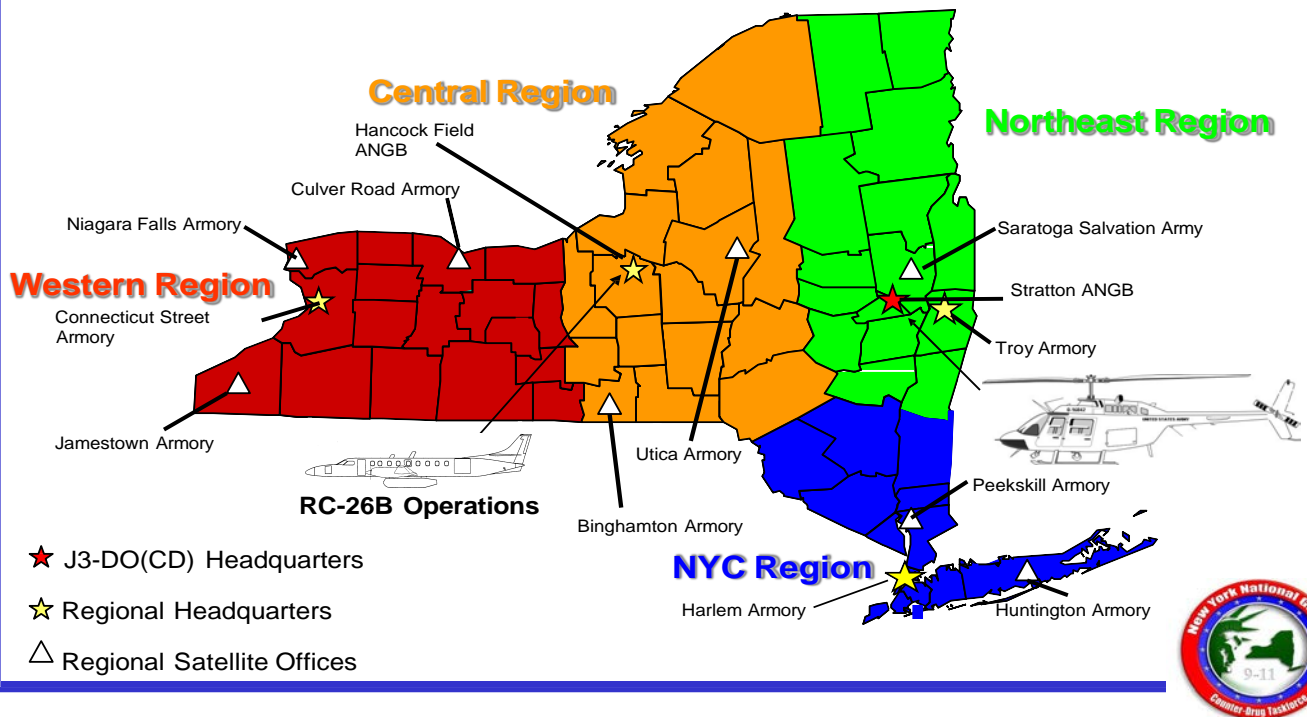 Central Region
Hancock Field
ANGB
Culver Road Armory
Niagara Falls Armory
Western Region
Connecticut Street
Armory
Jamestown Armory
Northeast Region
Saratoga Salvation Army
Stratton ANGB
Troy Armory
UNITED STATES ARMY
RC-26B Operations
Utica Armory
Binghamton Armory
Peekskill Armory
NYC Region
Harlem Armory
Huntington Armory
J3-DO(CD) Headquarters
Regional Headquarters
Regional Satellite Offices
New York National G
9-11
Counter-Drug Taskforce